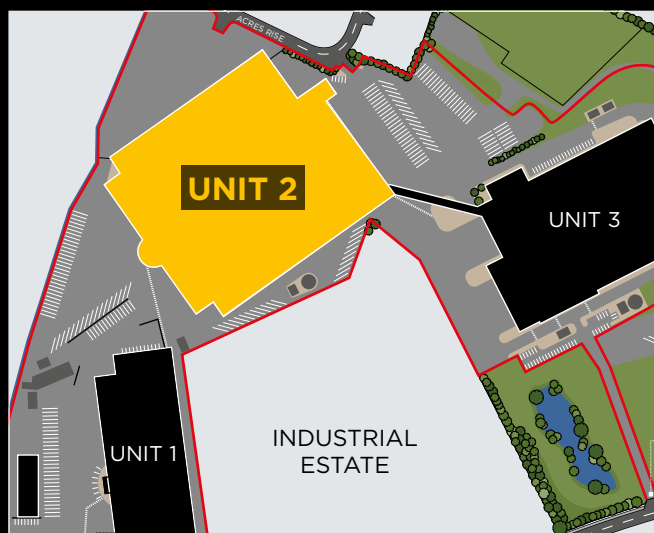 ACRES RISE
UNIT 2
UNIT 3
UNIT 1
INDUSTRIAL
ESTATE